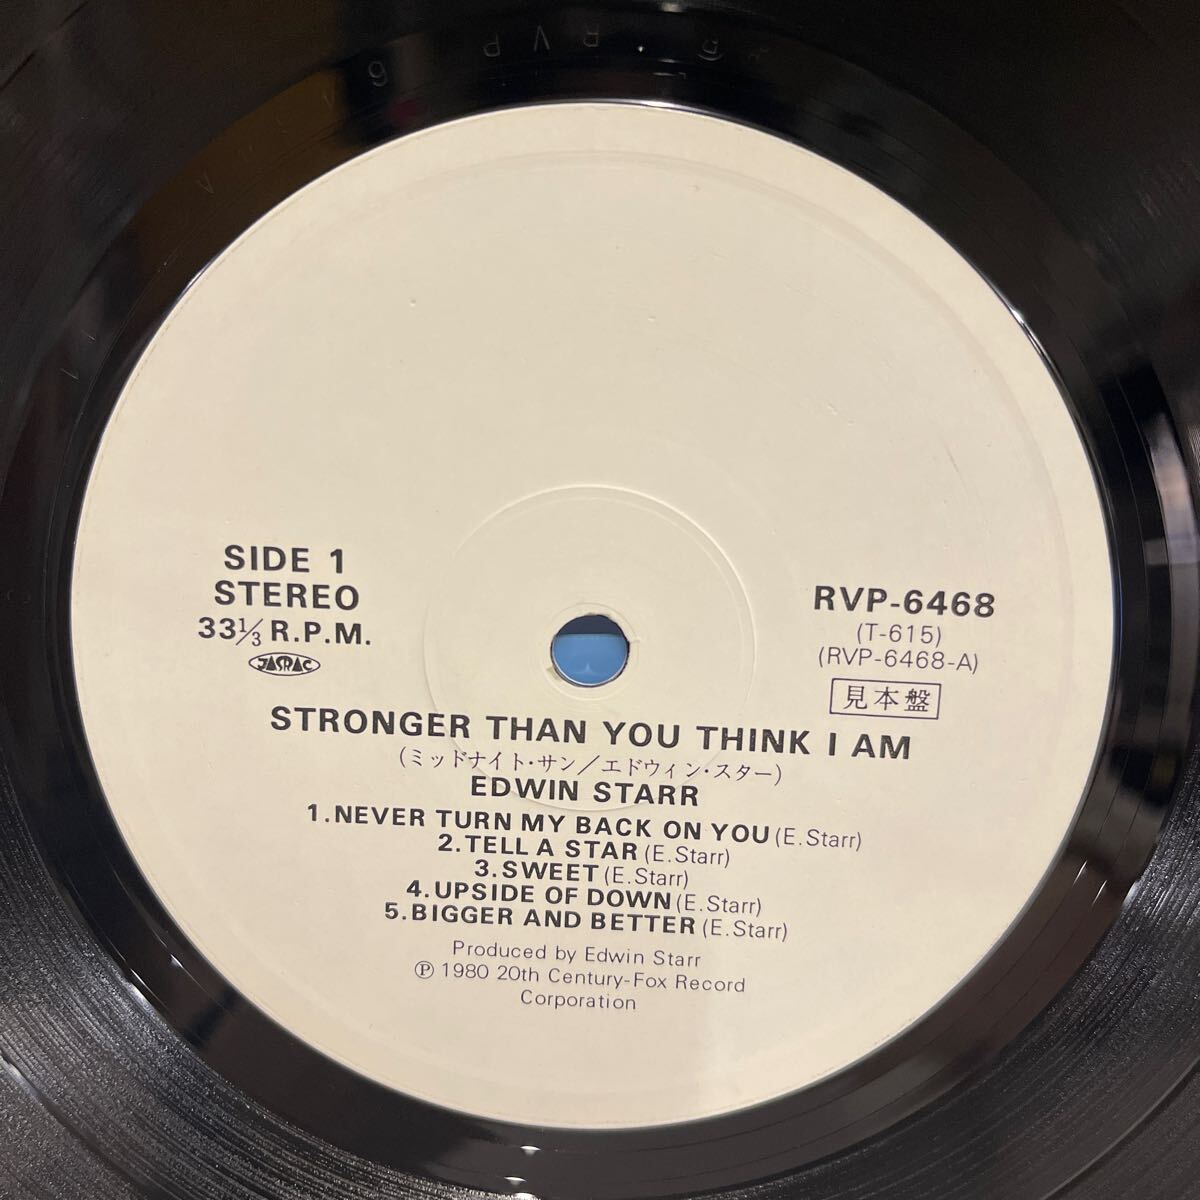 SIDE 1
STEREO
33⅓ R.P.M.
JASRAC
RVP-6468
(T-615)
(RVP-6468-A)
見本盤
STRONGER THAN YOU THINK I AM
(ミッドナイト・サン/エドウィン・スター)
EDWIN STARR
1.NEVER TURN MY BACK ON YOU(E.Starr)
2.TELL A STAR(E.Starr)
3.SWEET(E.Starr)
4.UPSIDE OF DOWN(E.Starr)
5.BIGGER AND BETTER(E.Starr)
Produced by Edwin Starr
℗ 1980 20th Century-Fox Record
Corporation